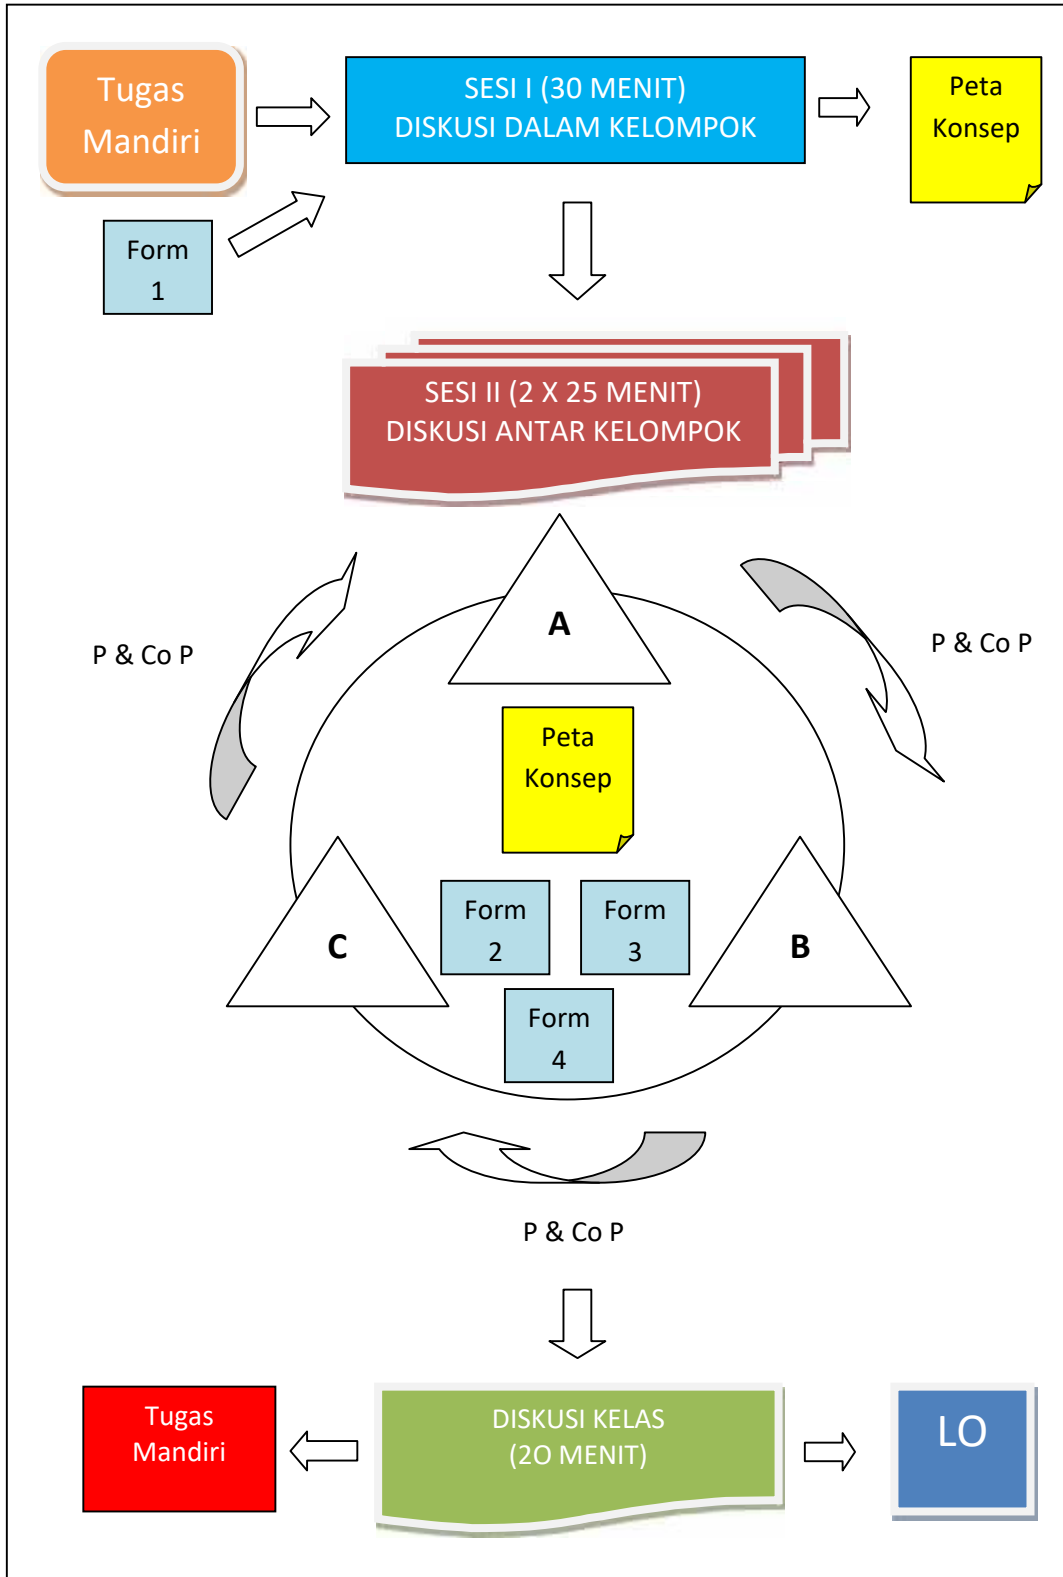 Tugas
Mandiri
SESI I (30 MENIT)
DISKUSI DALAM KELOMPOK
Peta
Konsep
Form
1
SESI II (2 X 25 MENIT)
DISKUSI ANTAR KELOMPOK
A
P & Co P
P & Co P
Peta
Konsep
C
Form
2
Form
3
B
Form
4
P & Co P
Tugas
Mandiri
DISKUSI KELAS
(2O MENIT)
LO